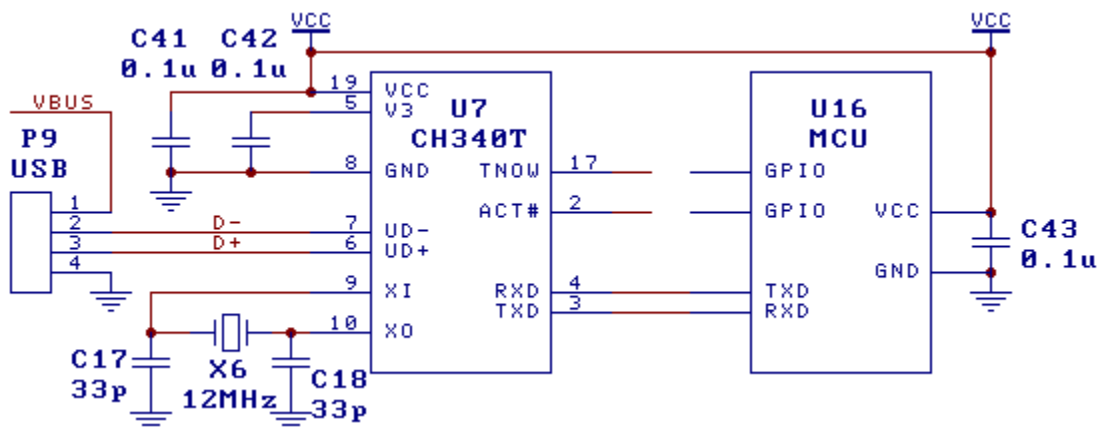 VCC
VCC
C41
C42
0.1u
0.1u
VBUS
P9
USB
1
2
3
4
D-
D+
19
5
8
7
6
9
10
VCC
V3
GND
UD-
UD+
XI
XO
U7
CH340T
TNOW
ACT#
RXD
TXD
17
2
4
3
U16
MCU
GPIO
GPIO
TXD
RXD
VCC
GND
C43
0.1u
C17
33p
X6
12MHz
C18
33p